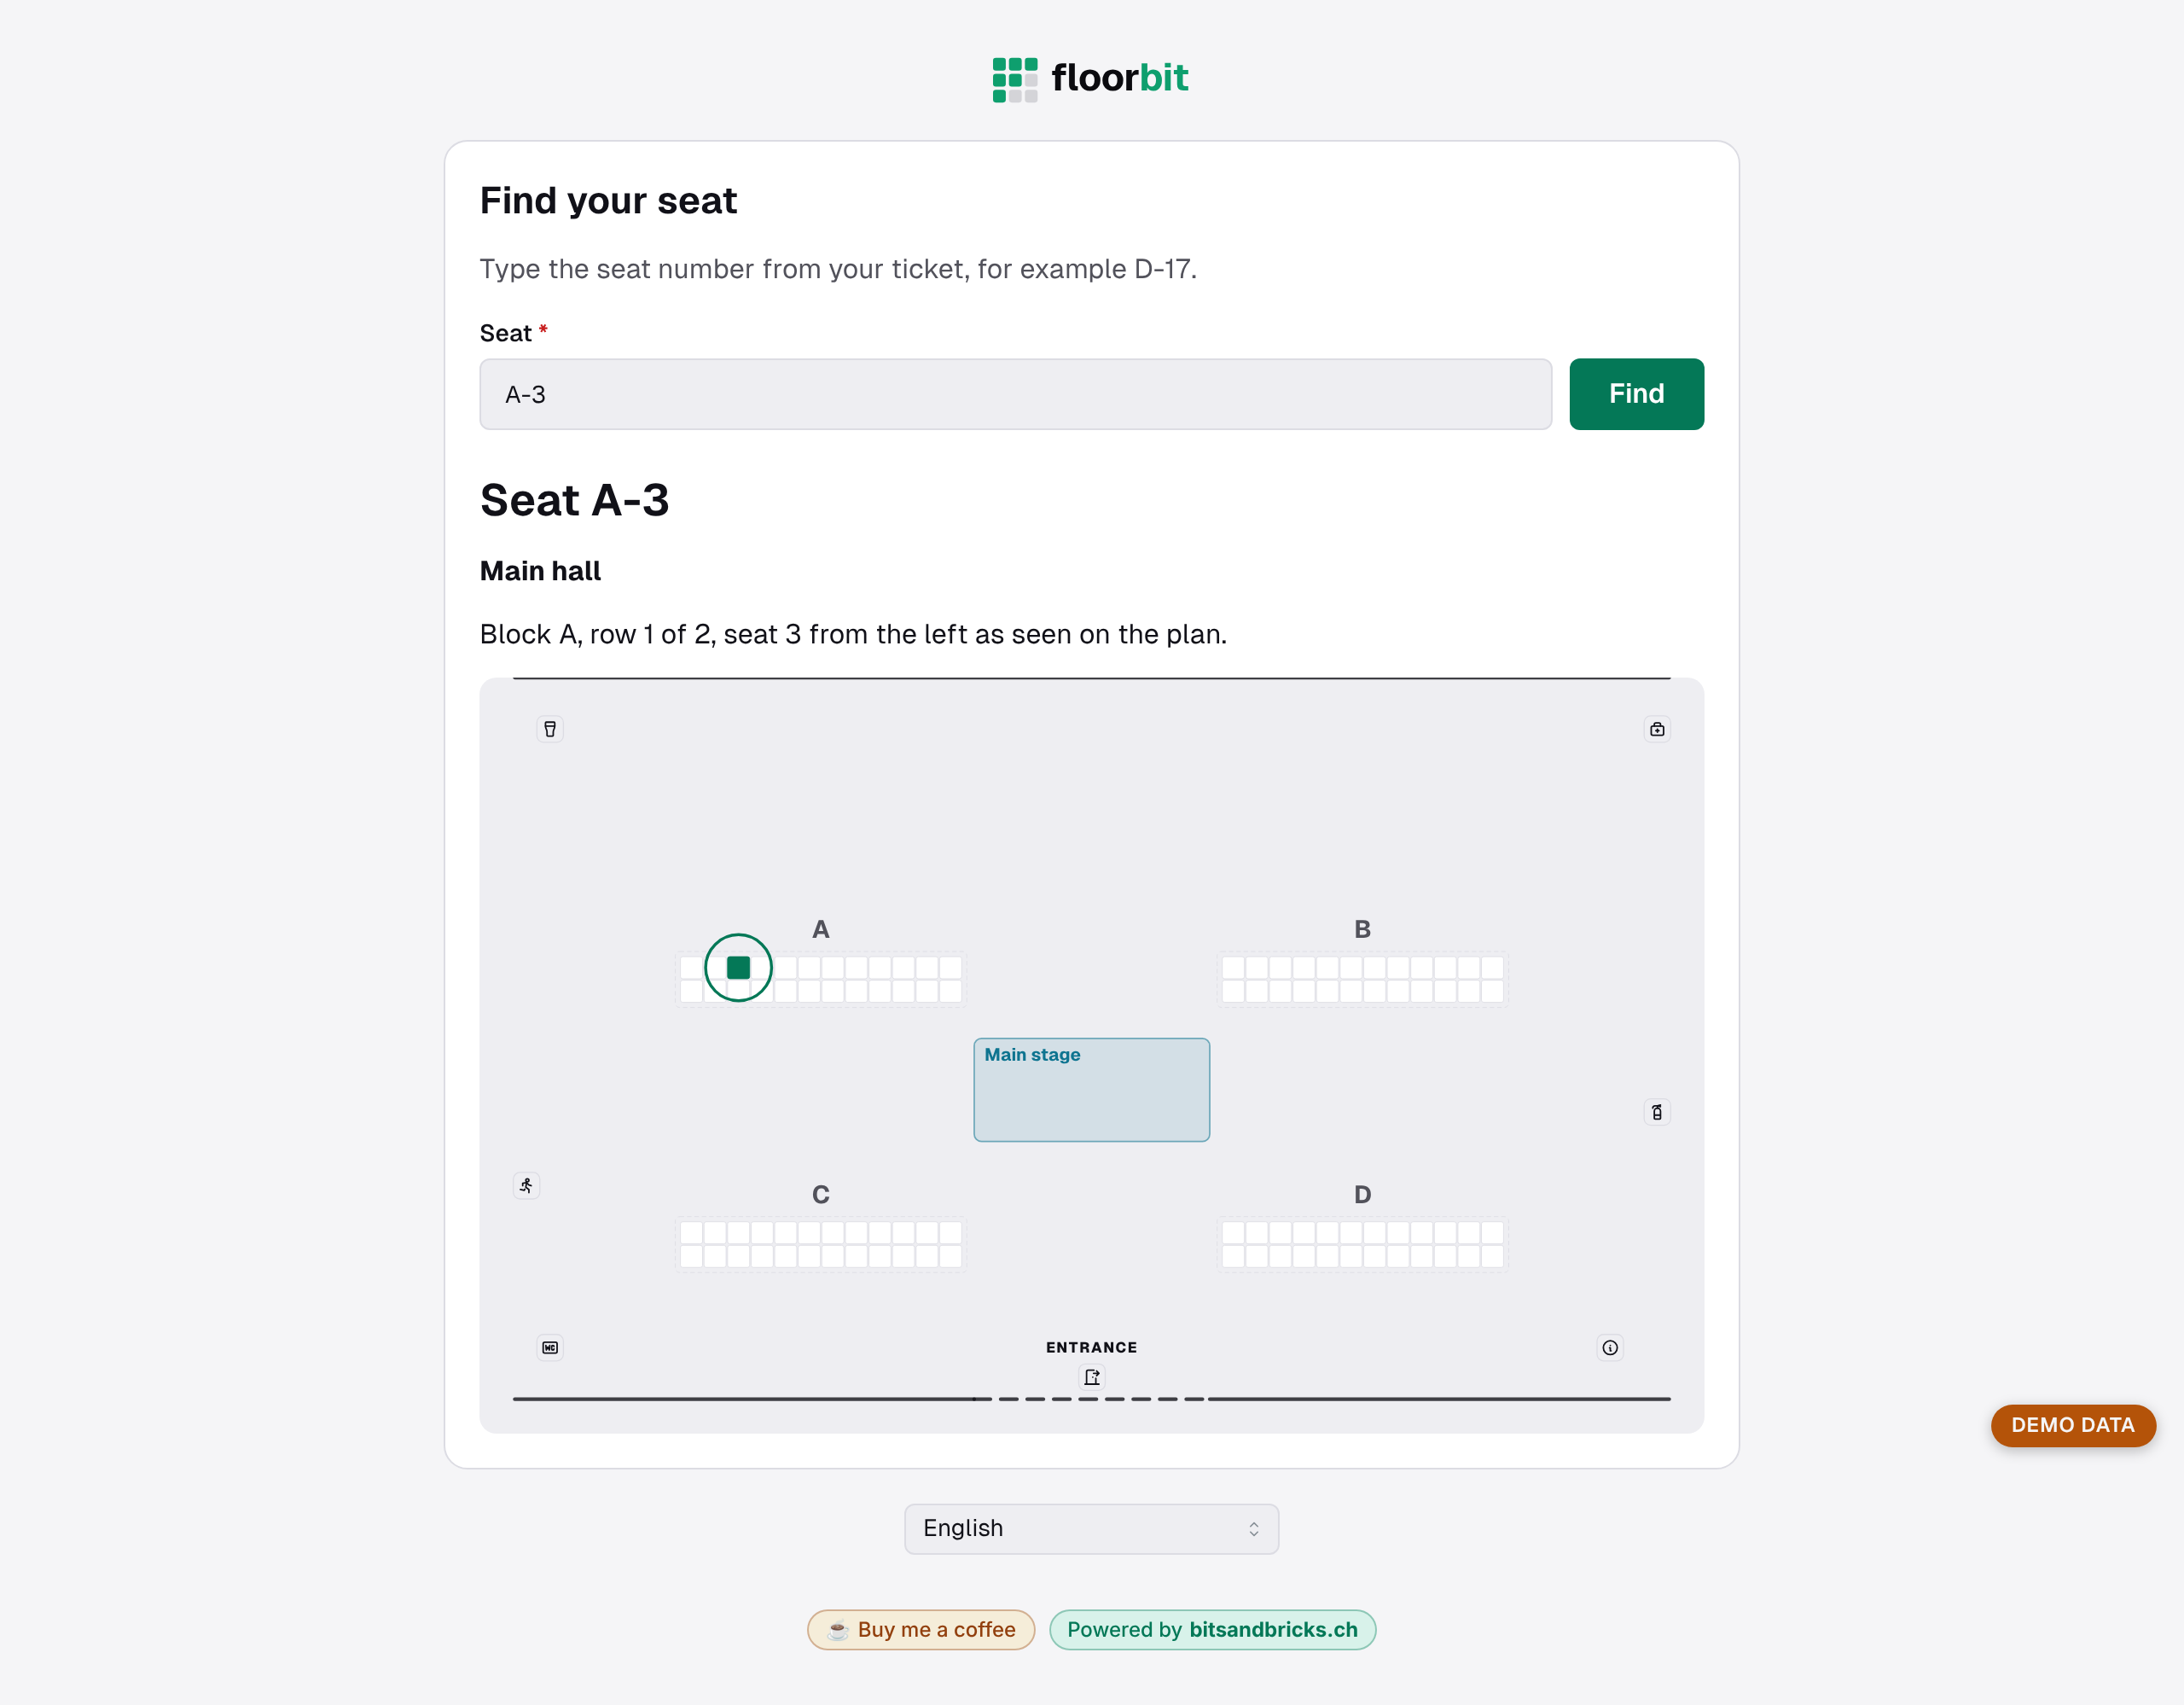 floorbit
Find your seat
Type the seat number from your ticket, for example D-17.
Seat *
A-3
Find
Seat A-3
Main hall
Block A, row 1 of 2, seat 3 from the left as seen on the plan.
A
B
Main stage
C
D
WC
ENTRANCE
DEMO DATA
English
Buy me a coffee
Powered by bitsandbricks.ch